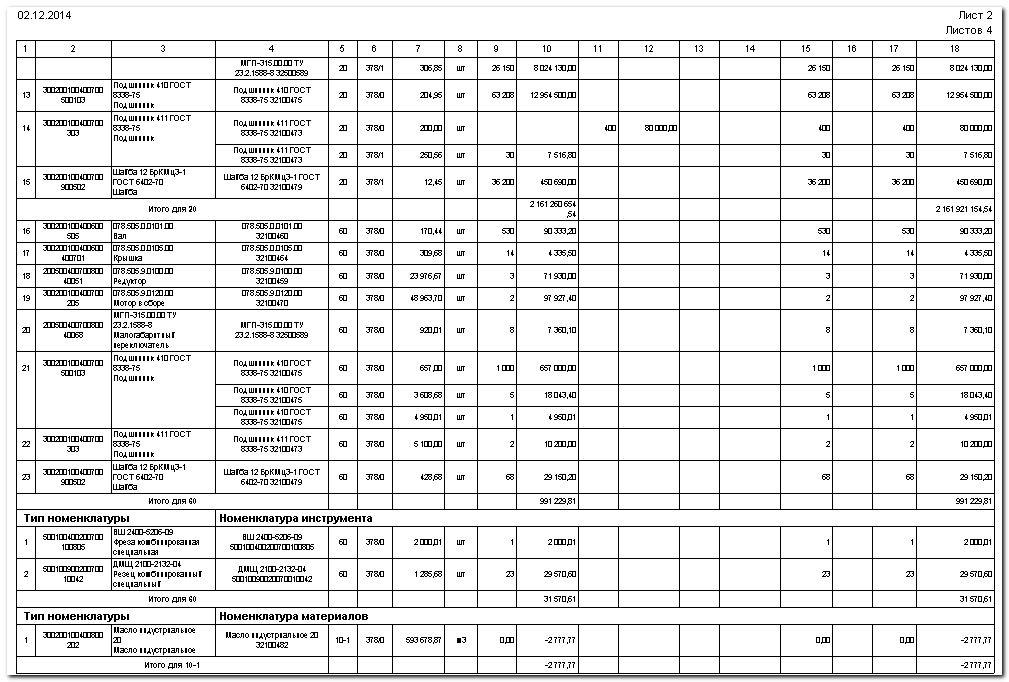 02.12.2014 Лист 2
Листов 4
1 2 3 4 5 6 7 8 9 10 11 12 13 14 15 16 17 18
МГП-315.00.00 ТУ 23.2.1588-8 32500589 20 378/1 306,85 шт 26 150 8 024 130,00 26 150 26 150 8 024 130,00
13 300200100400700 500103 Подшипник 410 ГОСТ 8338-75 Подшипник Подшипник 410 ГОСТ 8338-75 32100475 20 378/0 204,95 шт 63 208 12 954 500,00 63 208 63 208 12 954 500,00
14 300200100400700 303 Подшипник 411 ГОСТ 8338-75 Подшипник Подшипник 411 ГОСТ 8338-75 32100473 20 378/0 200,00 шт 400 80 000,00 400 400 80 000,00
Подшипник 411 ГОСТ 8338-75 32100473 20 378/1 250,56 шт 30 7 516,80 30 30 7 516,80
15 300200100400700 900502 Шайба 12 БрКМц3-1 ГОСТ 6402-70 Шайба Шайба 12 БрКМц3-1 ГОСТ 6402-70 32100479 20 378/1 12,45 шт 36 200 450 690,00 36 200 36 200 450 690,00
Итого для 20 2 161 260 654 ,54 2 161 921 154,54
16 300200100400600 505 078.505.0.0101.00 Вал 078.505.0.0101.00 32100460 60 378/0 170,44 шт 530 90 333,20 530 530 90 333,20
17 300200100400600 400701 078.505.0.0105.00 Крышка 078.505.0.0105.00 32100464 60 378/0 309,68 шт 14 4 335,50 14 14 4 335,50
18 200500400700800 40051 078.505.9.0100.00 Редуктор 078.505.9.0100.00 32100459 60 378/0 23 976,67 шт 3 71 930,00 3 3 71 930,00
19 300200100400700 205 078.505.9.0120.00 Мотор в сборе 078.505.9.0120.00 32100470 60 378/0 48 963,70 шт 2 97 927,40 2 2 97 927,40
20 200500400700800 40068 МГП-315.00.00 ТУ 23.2.1588-8 Малогабаритный переключатель МГП-315.00.00 ТУ 23.2.1588-8 32500589 60 378/0 920,01 шт 8 7 360,10 8 8 7 360,10
21 300200100400700 500103 Подшипник 410 ГОСТ 8338-75 Подшипник Подшипник 410 ГОСТ 8338-75 32100475 60 378/0 657,00 шт 1 000 657 000,00 1 000 1 000 657 000,00
Подшипник 410 ГОСТ 8338-75 32100475 60 378/0 3 608,68 шт 5 18 043,40 5 5 18 043,40
Подшипник 410 ГОСТ 8338-75 32100475 60 378/0 4 950,01 шт 1 4 950,01 1 1 4 950,01
22 300200100400700 303 Подшипник 411 ГОСТ 8338-75 Подшипник Подшипник 411 ГОСТ 8338-75 32100473 60 378/0 5 100,00 шт 2 10 200,00 2 2 10 200,00
23 300200100400700 900502 Шайба 12 БрКМц3-1 ГОСТ 6402-70 Шайба Шайба 12 БрКМц3-1 ГОСТ 6402-70 32100479 60 378/0 428,68 шт 68 29 150,20 68 68 29 150,20
Итого для 60 991 229,81 991 229,81
Тип номенклатуры Номенклатура инструмента
1 500100400200700 100805 ВШ 2400-5206-09 Фреза комбинированная специальная ВШ 2400-5206-09 500100400200700100805 60 378/0 2 000,01 шт 1 2 000,01 1 1 2 000,01
2 500100900200700 10042 ДМЩ 2100-2132-04 Резец комбинированный специальный ДМЩ 2100-2132-04 50010090020070010042 60 378/0 1 285,68 шт 23 29 570,60 23 23 29 570,60
Итого для 60 31 570,61 31 570,61
Тип номенклатуры Номенклатура материалов
1 300200100400800 202 Масло индустриальное 20 Масло индустриальное Масло индустриальное 20 32100482 10-1 378/0 593 678,87 м3 0,00 -2 777,77 0,00 0,00 -2 777,77
Итого для 10-1 -2 777,77 -2 777,77